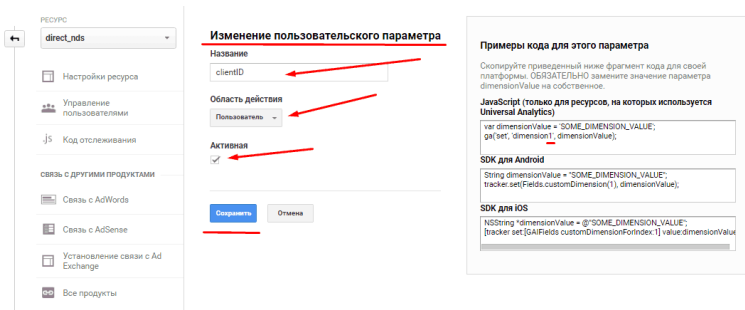 РЕСУРС
direct_nds
Настройки ресурса
Управление
пользователями
.js Код отслеживания
СВЯЗЬ С ДРУГИМИ ПРОДУКТАМИ
Связь с AdWords
Связь с AdSense
Установление связи с Ad
Exchange
Все продукты
Изменение пользовательского параметра
Название
clientID
Область действия
Пользователь
Активная
Сохранить Отмена
Примеры кода для этого параметра
Скопируйте приведенный ниже фрагмент кода для своей
платформы. ОБЯЗАТЕЛЬНО замените значение параметра
dimensionValue на собственное.
JavaScript (только для ресурсов, на которых используется
Universal Analytics)
var dimensionValue = 'SOME_DIMENSION_VALUE';
ga('set', 'dimension1', dimensionValue);
SDK для Android
String dimensionValue = "SOME_DIMENSION_VALUE";
tracker.set(Fields.customDimension(1), dimensionValue);
SDK для iOS
NSString *dimensionValue = @"SOME_DIMENSION_VALUE";
[tracker set:[GAIFields customDimensionForIndex:1] value:dimensionValue